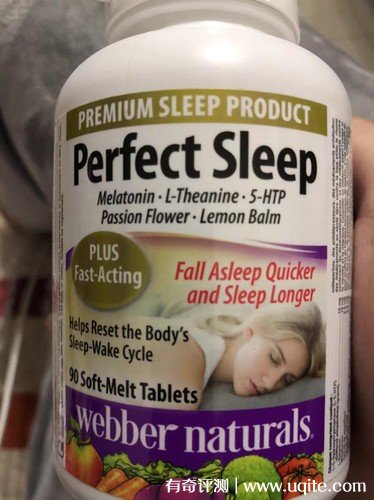 PREMIUM SLEEP PRODUCT
Perfect Sleep
Melatonin · L-Theanine · 5-HTP
Passion Flower · Lemon Balm
PLUS
Fast-Acting
Fall Asleep Quicker
and Sleep Longer
Helps Reset the Body's
Sleep-Wake Cycle
90 Soft-Melt Tablets
webber naturals®
有奇评测 | www.uqite.com